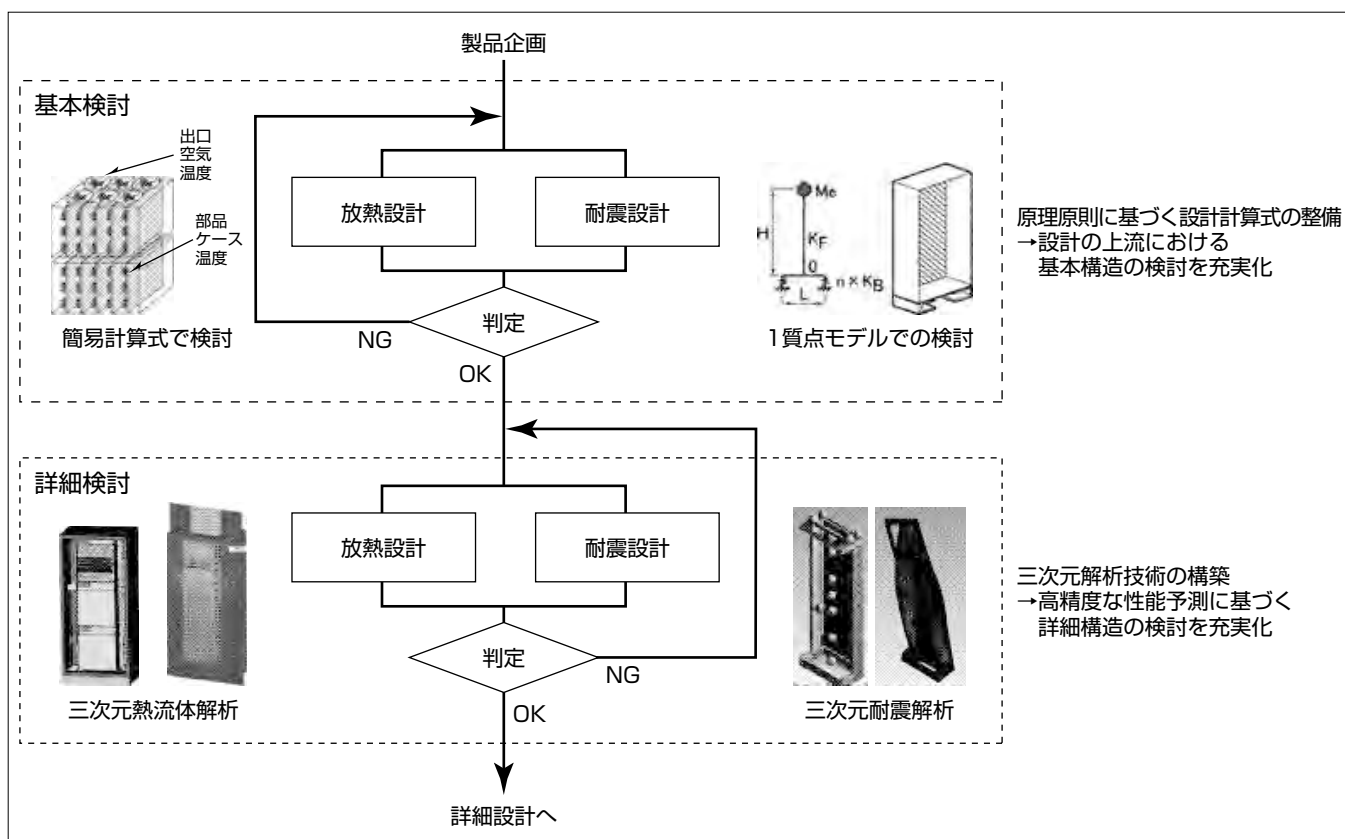 製品企画
基本検討
出口
空気
温度
部品
ケース
温度
簡易計算式で検討
放熱設計
耐震設計
判定
NG
OK
Me
H
KF
0
n × KB
L
1質点モデルでの検討
原理原則に基づく設計計算式の整備
→設計の上流における
基本構造の検討を充実化
詳細検討
放熱設計
耐震設計
判定
NG
OK
三次元熱流体解析
三次元耐震解析
三次元解析技術の構築
→高精度な性能予測に基づく
詳細構造の検討を充実化
詳細設計へ